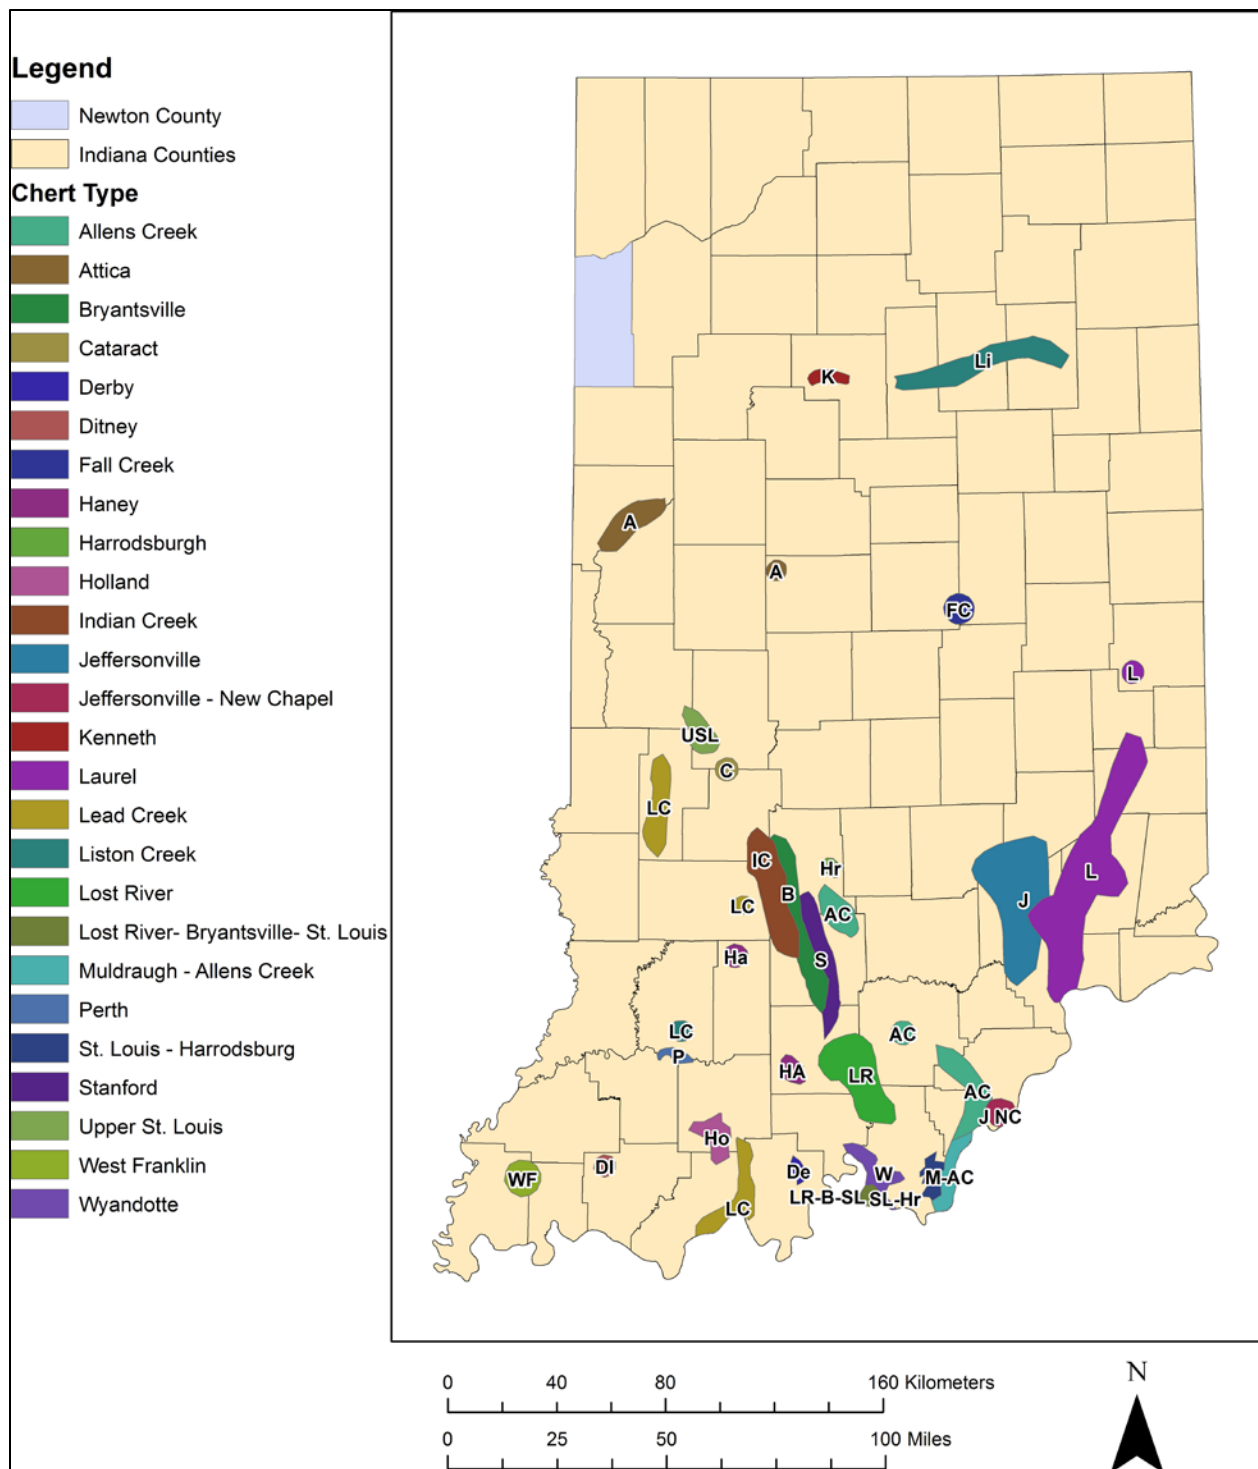 Legend
Newton County
Indiana Counties
Chert Type
Allens Creek
Attica
Bryantsville
Cataract
Derby
Ditney
Fall Creek
Haney
Harrodsburgh
Holland
Indian Creek
Jeffersonville
Jeffersonville - New Chapel
Kenneth
Laurel
Lead Creek
Liston Creek
Lost River
Lost River- Bryantsville- St. Louis
Muldraugh - Allens Creek
Perth
St. Louis - Harrodsburg
Stanford
Upper St. Louis
West Franklin
Wyandotte
Li
K
A
A
FC
L
USL
C
LC
IC
Hr
L
B
J
LC
AC
Ha
S
LC
AC
P
HA
LR
AC
J NC
Ho
DI
De
W
WF
M-AC
LR-B-SL
SL-Hr
LC
N
0 40 80 160 Kilometers
0 25 50 100 Miles